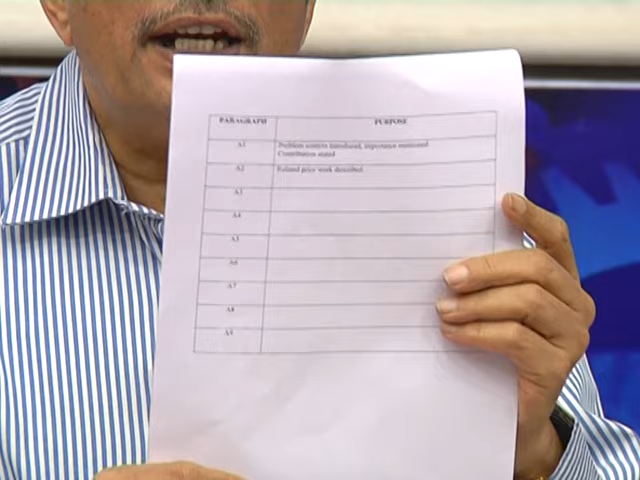 PARAGRAPH PURPOSE
A1 Problem context introduced, importance mentioned
Contribution stated
A2 Related prior work described
A3
A4
A5
A6
A7
A8
A9